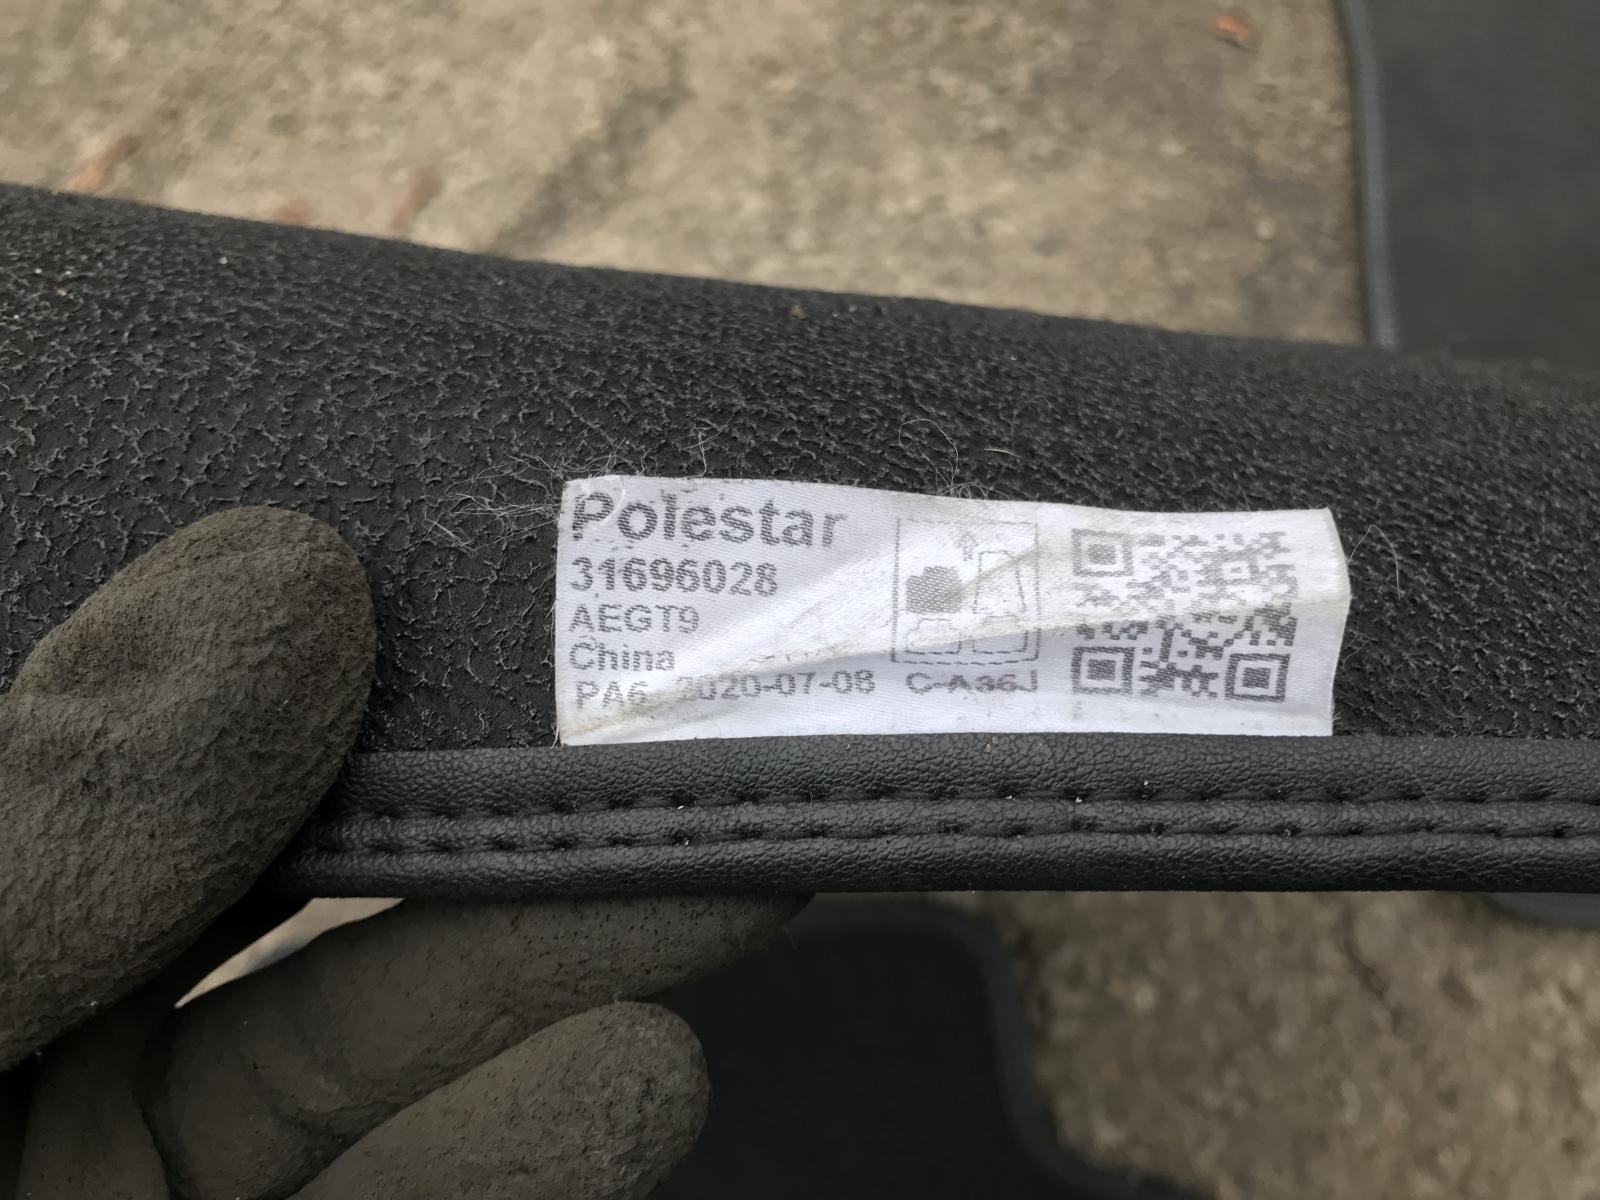 Polestar
31696028
AEGT9
China
PA6 2020-07-08 C-A36J